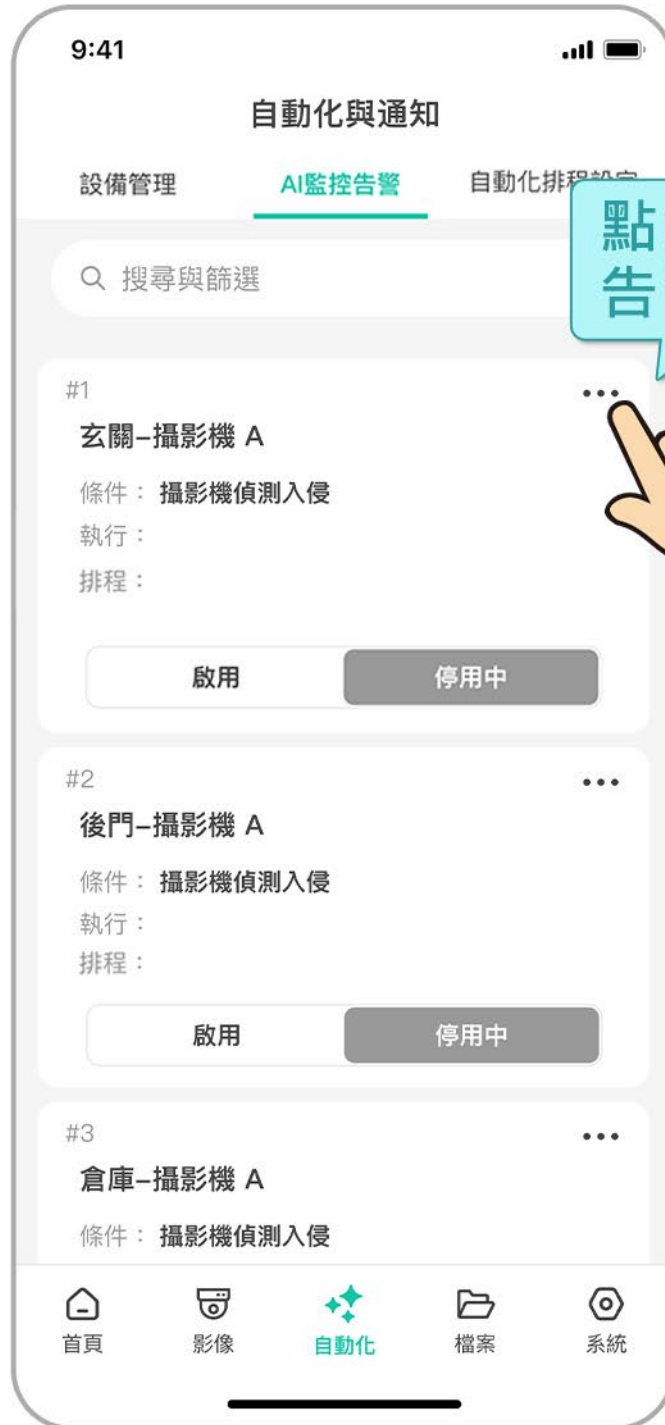 9:41
自動化與通知
設備管理 AI監控告警 自動化排程設定
點
告
搜尋與篩選
#1
玄關–攝影機 A
條件： 攝影機偵測入侵
執行：
排程：
啟用 停用中
#2
後門–攝影機 A
條件： 攝影機偵測入侵
執行：
排程：
啟用 停用中
#3
倉庫–攝影機 A
條件： 攝影機偵測入侵
首頁 影像 自動化 檔案 系統